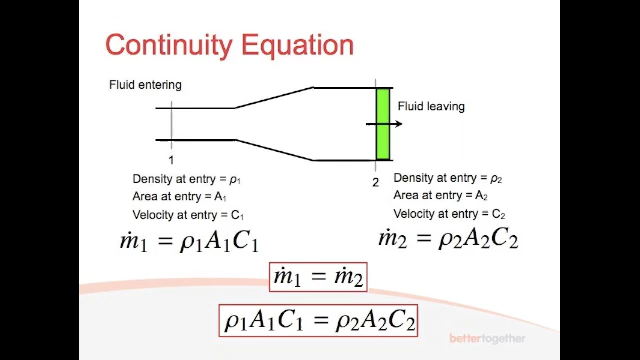 Continuity Equation
Fluid entering
Fluid leaving
1
2
Density at entry = ρ₁
Area at entry = A₁
Velocity at entry = C₁
ṁ₁ = ρ₁A₁C₁
Density at entry = ρ₂
Area at entry = A₂
Velocity at entry = C₂
ṁ₂ = ρ₂A₂C₂
ṁ₁ = ṁ₂
ρ₁A₁C₁ = ρ₂A₂C₂
bettertogether